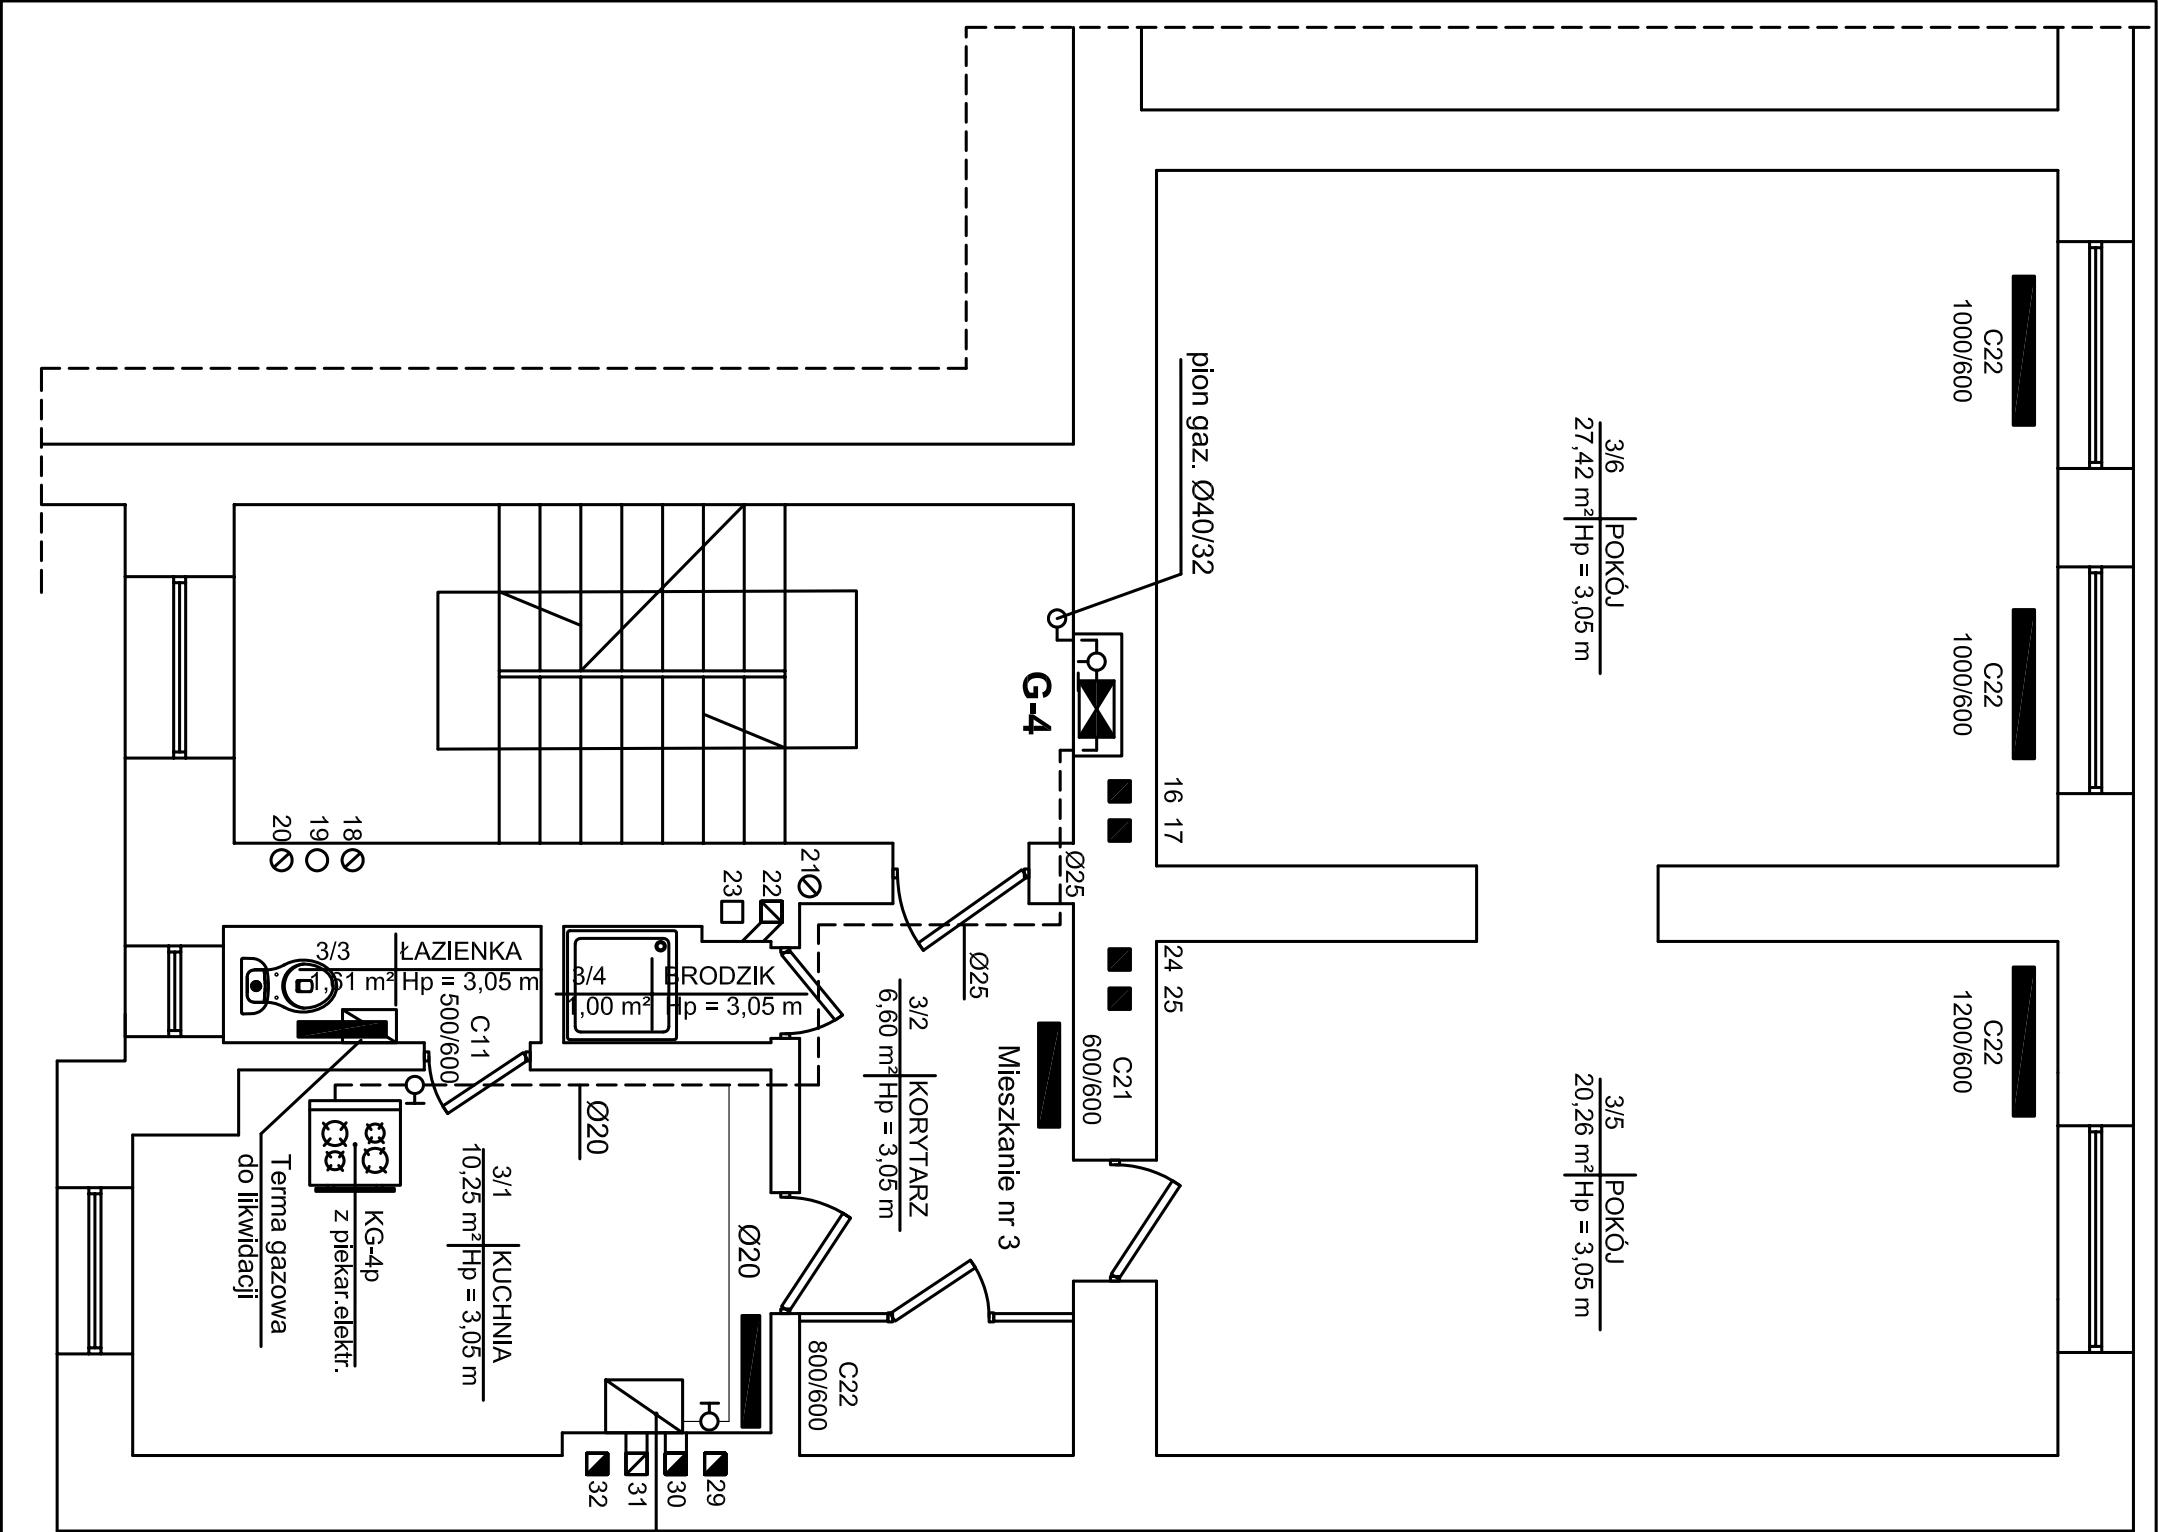 C22
1000/600
C22
1000/600
C22
1200/600
3/6
POKÓJ
27,42 m²
Hp = 3,05 m
3/5
POKÓJ
20,26 m²
Hp = 3,05 m
pion gaz. Ø40/32
G-4
16 17
24 25
Ø25
Ø25
C21
600/600
Mieszkanie nr 3
3/2
KORYTARZ
6,60 m²
Hp = 3,05 m
C22
800/600
21
22
23
18
19
20
3/3
ŁAZIENKA
1,61 m²
Hp = 3,05 m
3/4
BRODZIK
1,00 m²
Hp = 3,05 m
C11
500/600
Ø20
Ø20
3/1
KUCHNIA
10,25 m²
Hp = 3,05 m
KG-4p
z piekar.elektr.
Terma gazowa
do likwidacji
29
30
31
32